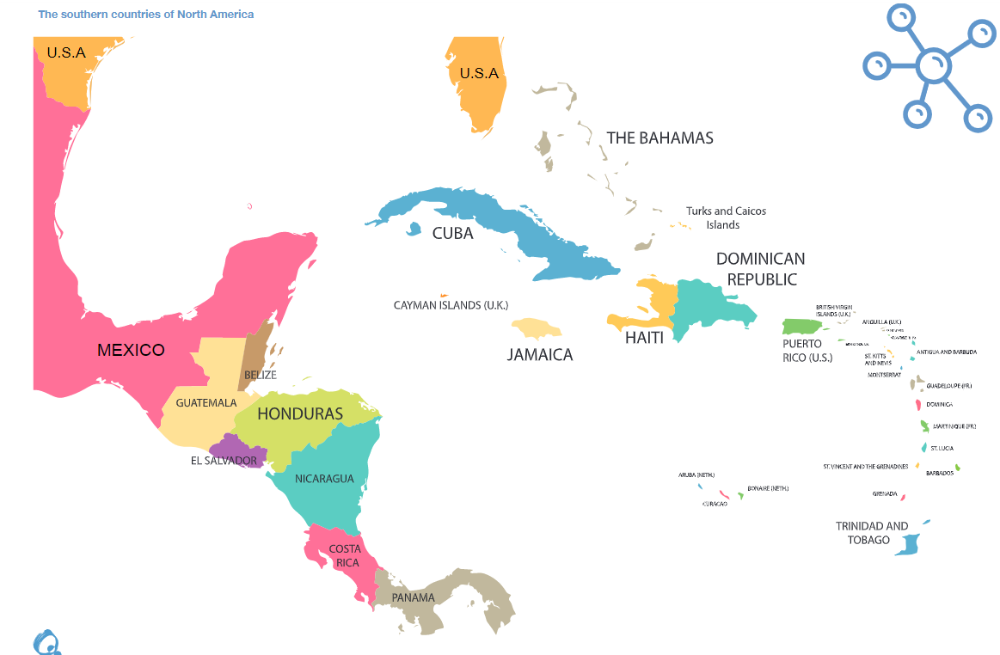 The southern countries of North America
U.S.A
U.S.A
THE BAHAMAS
Turks and Caicos
Islands
CUBA
DOMINICAN
REPUBLIC
CAYMAN ISLANDS (U.K.)
HAITI
JAMAICA
BRITISH VIRGIN
ISLANDS (U.K.)
ANGUILLA (U.K.)
PUERTO
RICO (U.S.)
ST. KITTS
AND NEVIS
ANTIGUA AND BARBUDA
MONTSERRAT
GUADELOUPE (FR.)
DOMINICA
MARTINIQUE (FR.)
ST. LUCIA
ST. VINCENT AND THE GRENADINES
BARBADOS
GRENADA
TRINIDAD AND
TOBAGO
ARUBA (NETH.)
CURACAO
BONAIRE (NETH.)
MEXICO
BELIZE
GUATEMALA
HONDURAS
EL SALVADOR
NICARAGUA
COSTA
RICA
PANAMA